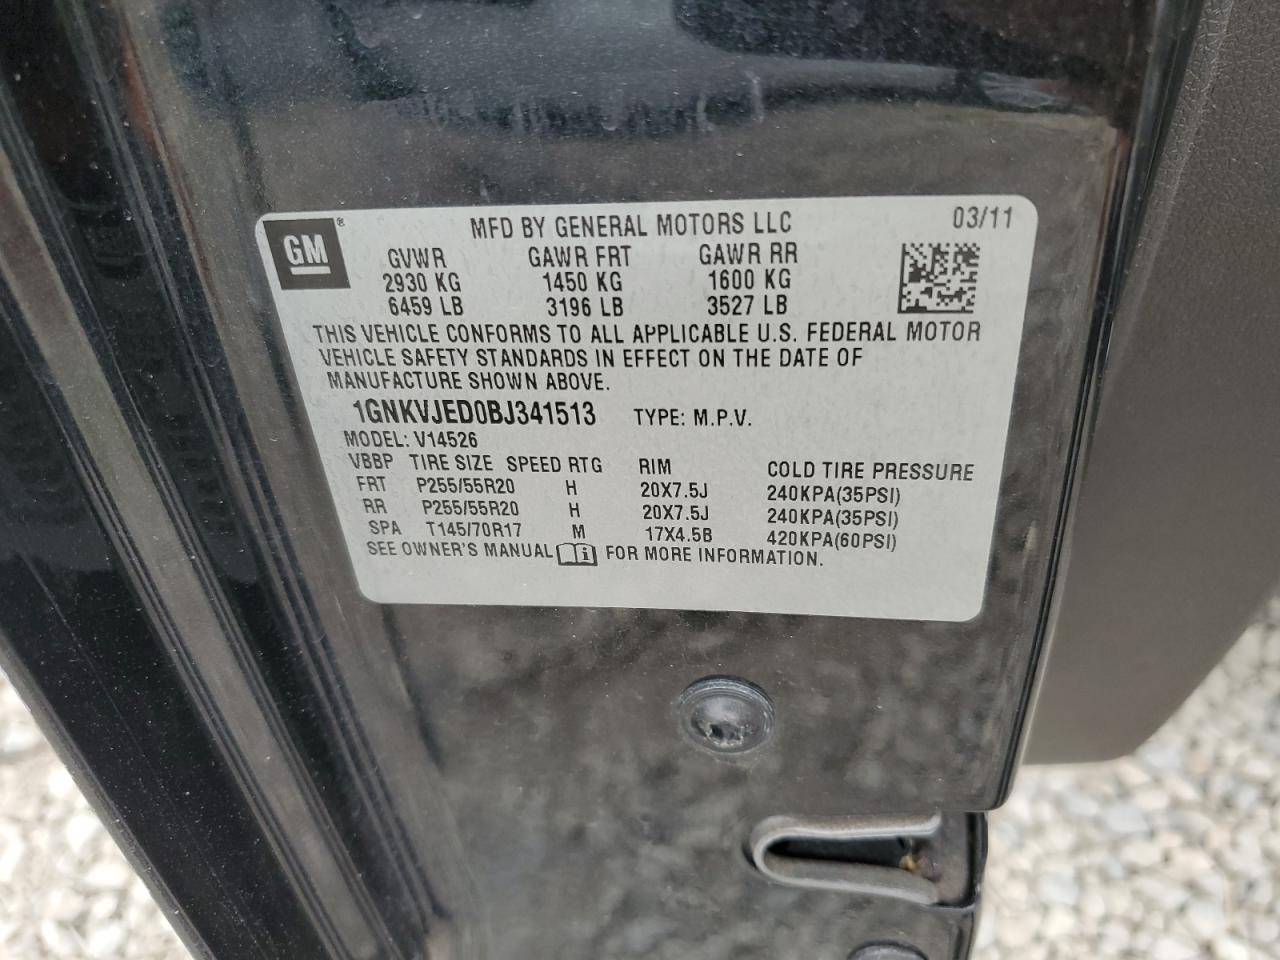 GM ® MFD BY GENERAL MOTORS LLC 03/11
GVWR GAWR FRT GAWR RR
2930 KG 1450 KG 1600 KG
6459 LB 3196 LB 3527 LB
THIS VEHICLE CONFORMS TO ALL APPLICABLE U.S. FEDERAL MOTOR
VEHICLE SAFETY STANDARDS IN EFFECT ON THE DATE OF
MANUFACTURE SHOWN ABOVE.
1GNKVJED0BJ341513 TYPE: M.P.V.
MODEL: V14526
VBBP TIRE SIZE SPEED RTG RIM COLD TIRE PRESSURE
FRT P255/55R20 H 20X7.5J 240KPA(35PSI)
RR P255/55R20 H 20X7.5J 240KPA(35PSI)
SPA T145/70R17 M 17X4.5B 420KPA(60PSI)
SEE OWNER'S MANUAL i FOR MORE INFORMATION.